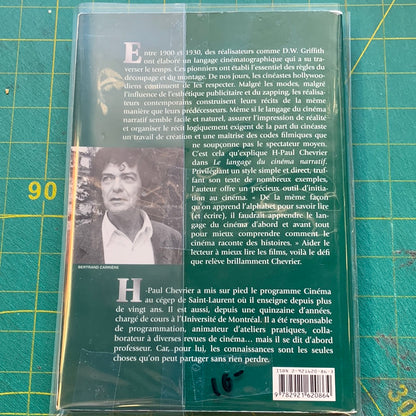 Entre 1900 et 1930, des réalisateurs comme D.W. Griffith
ont élaboré un langage cinématographique qui a su tra-
verser le temps. Ces pionniers ont établi l'essentiel des règles du
découpage et du montage. De nos jours, les cinéastes hollywoo-
diens continuent de les respecter. Malgré les modes, malgré
l'influence de l'esthétique publicitaire et du zapping, les réalisa-
teurs contemporains construisent leurs récits de la même
manière que leurs prédécesseurs. Même si le langage du cinéma
narratif semble facile et naturel, assurer l'impression de réalité
et organiser le récit logiquement exigent de la part du cinéaste
un travail de création et une maîtrise des codes filmiques que
ne soupçonne pas le spectateur moyen.
C'est cela qu'explique H-Paul Chevrier
dans Le langage du cinéma narratif.
Privilégiant un style simple et direct, truf-
fant son texte de nombreux exemples,
l'auteur offre un précieux outil d'initia-
tion au cinéma. « De la même façon
qu'on apprend l'alphabet pour savoir lire
(et écrire), il faudrait apprendre le lan-
gage du cinéma d'abord et avant tout
pour mieux comprendre comment le
cinéma raconte des histoires. » Aider le
lecteur à mieux lire les films, voilà le défi
que relève brillamment Chevrier.
BERTRAND CARRIÈRE
H-Paul Chevrier a mis sur pied le programme Cinéma
au cégep de Saint-Laurent où il enseigne depuis plus
de vingt ans. Il est aussi, depuis une quinzaine d'années,
chargé de cours à l'Université de Montréal. Il a été responsable
de programmation, animateur d'ateliers pratiques, collabo-
rateur à diverses revues de cinéma... mais il se dit d'abord
professeur. Car, pour lui, les connaissances sont les seules
choses qu'on peut partager sans rien perdre.
ISBN 2-921620-86-3
9 782921 620864
16-
90